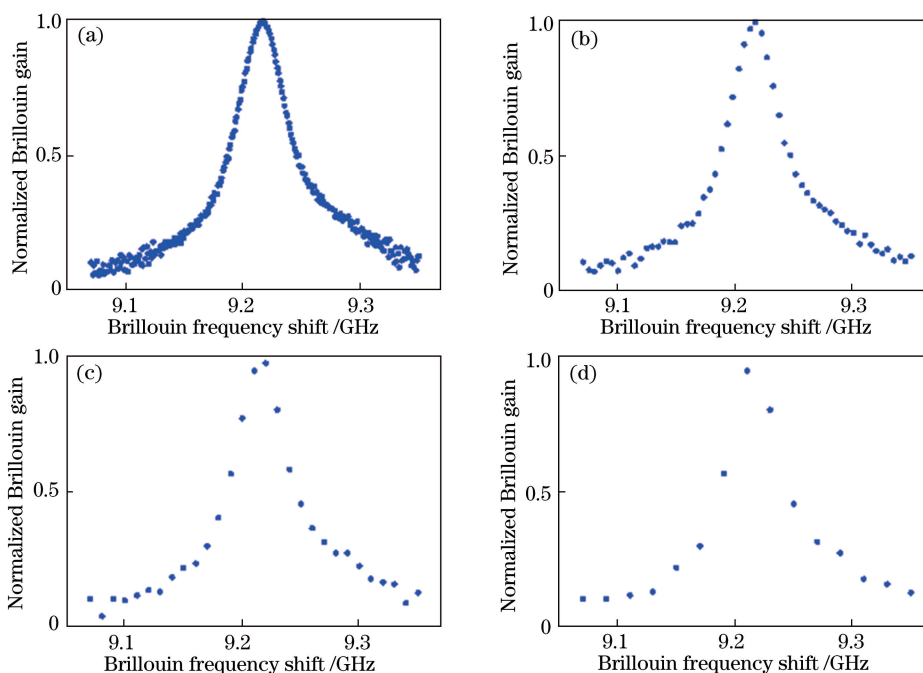 (a)
1.0
0.5
0
9.1
9.2
9.3
Normalized Brillouin gain
Brillouin frequency shift /GHz
(b)
1.0
0.5
0
9.1
9.2
9.3
Normalized Brillouin gain
Brillouin frequency shift /GHz
(c)
1.0
0.5
0
9.1
9.2
9.3
Normalized Brillouin gain
Brillouin frequency shift /GHz
(d)
1.0
0.5
0
9.1
9.2
9.3
Normalized Brillouin gain
Brillouin frequency shift /GHz